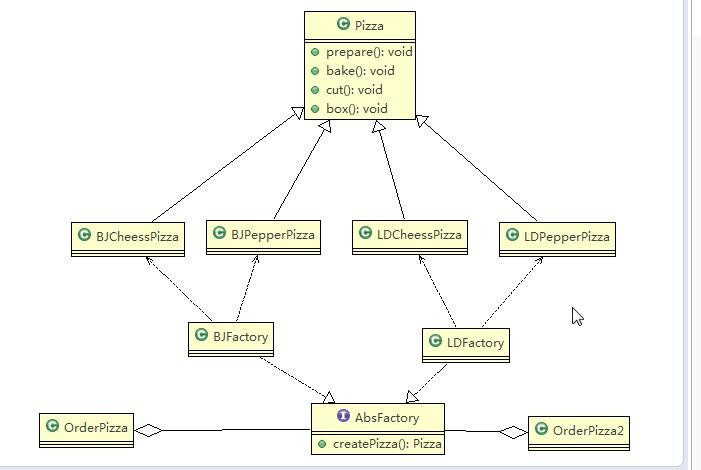 Pizza
prepare(): void
bake(): void
cut(): void
box(): void
BJCheessPizza
BJPepperPizza
LDCheessPizza
LDPepperPizza
BJFactory
LDFactory
AbsFactory
createPizza(): Pizza
OrderPizza
OrderPizza2